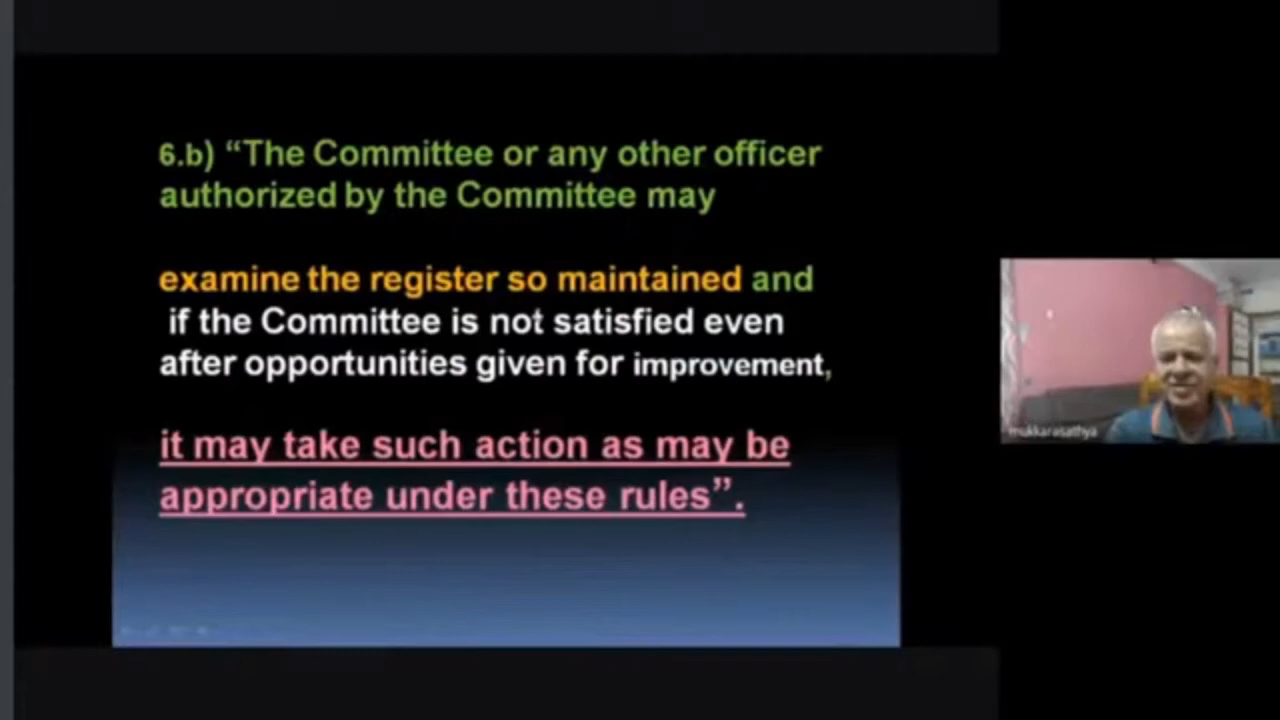 6.b) “The Committee or any other officer
authorized by the Committee may
examine the register so maintained and
if the Committee is not satisfied even
after opportunities given for improvement,
it may take such action as may be
appropriate under these rules”.
mukkarasathya